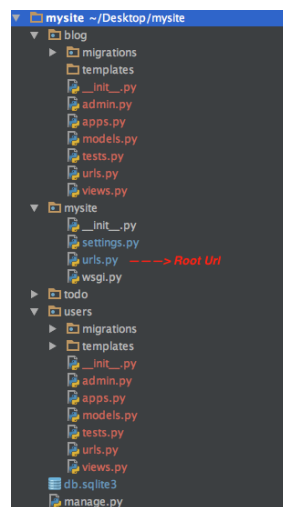 mysite ~/Desktop/mysite
blog
migrations
templates
__init__.py
admin.py
apps.py
models.py
tests.py
urls.py
views.py
mysite
__init__.py
settings.py
urls.py ———> Root Url
wsgi.py
todo
users
migrations
templates
__init__.py
admin.py
apps.py
models.py
tests.py
urls.py
views.py
db.sqlite3
manage.py